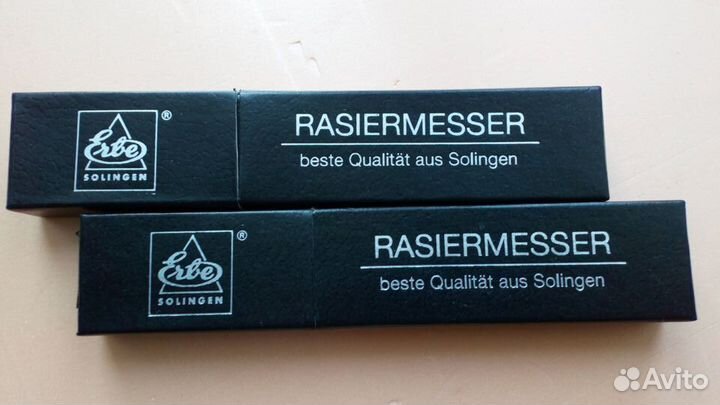 Erbe
SOLINGEN
®
RASIERMESSER
beste Qualität aus Solingen
Erbe
SOLINGEN
®
RASIERMESSER
beste Qualität aus Solingen
Avito